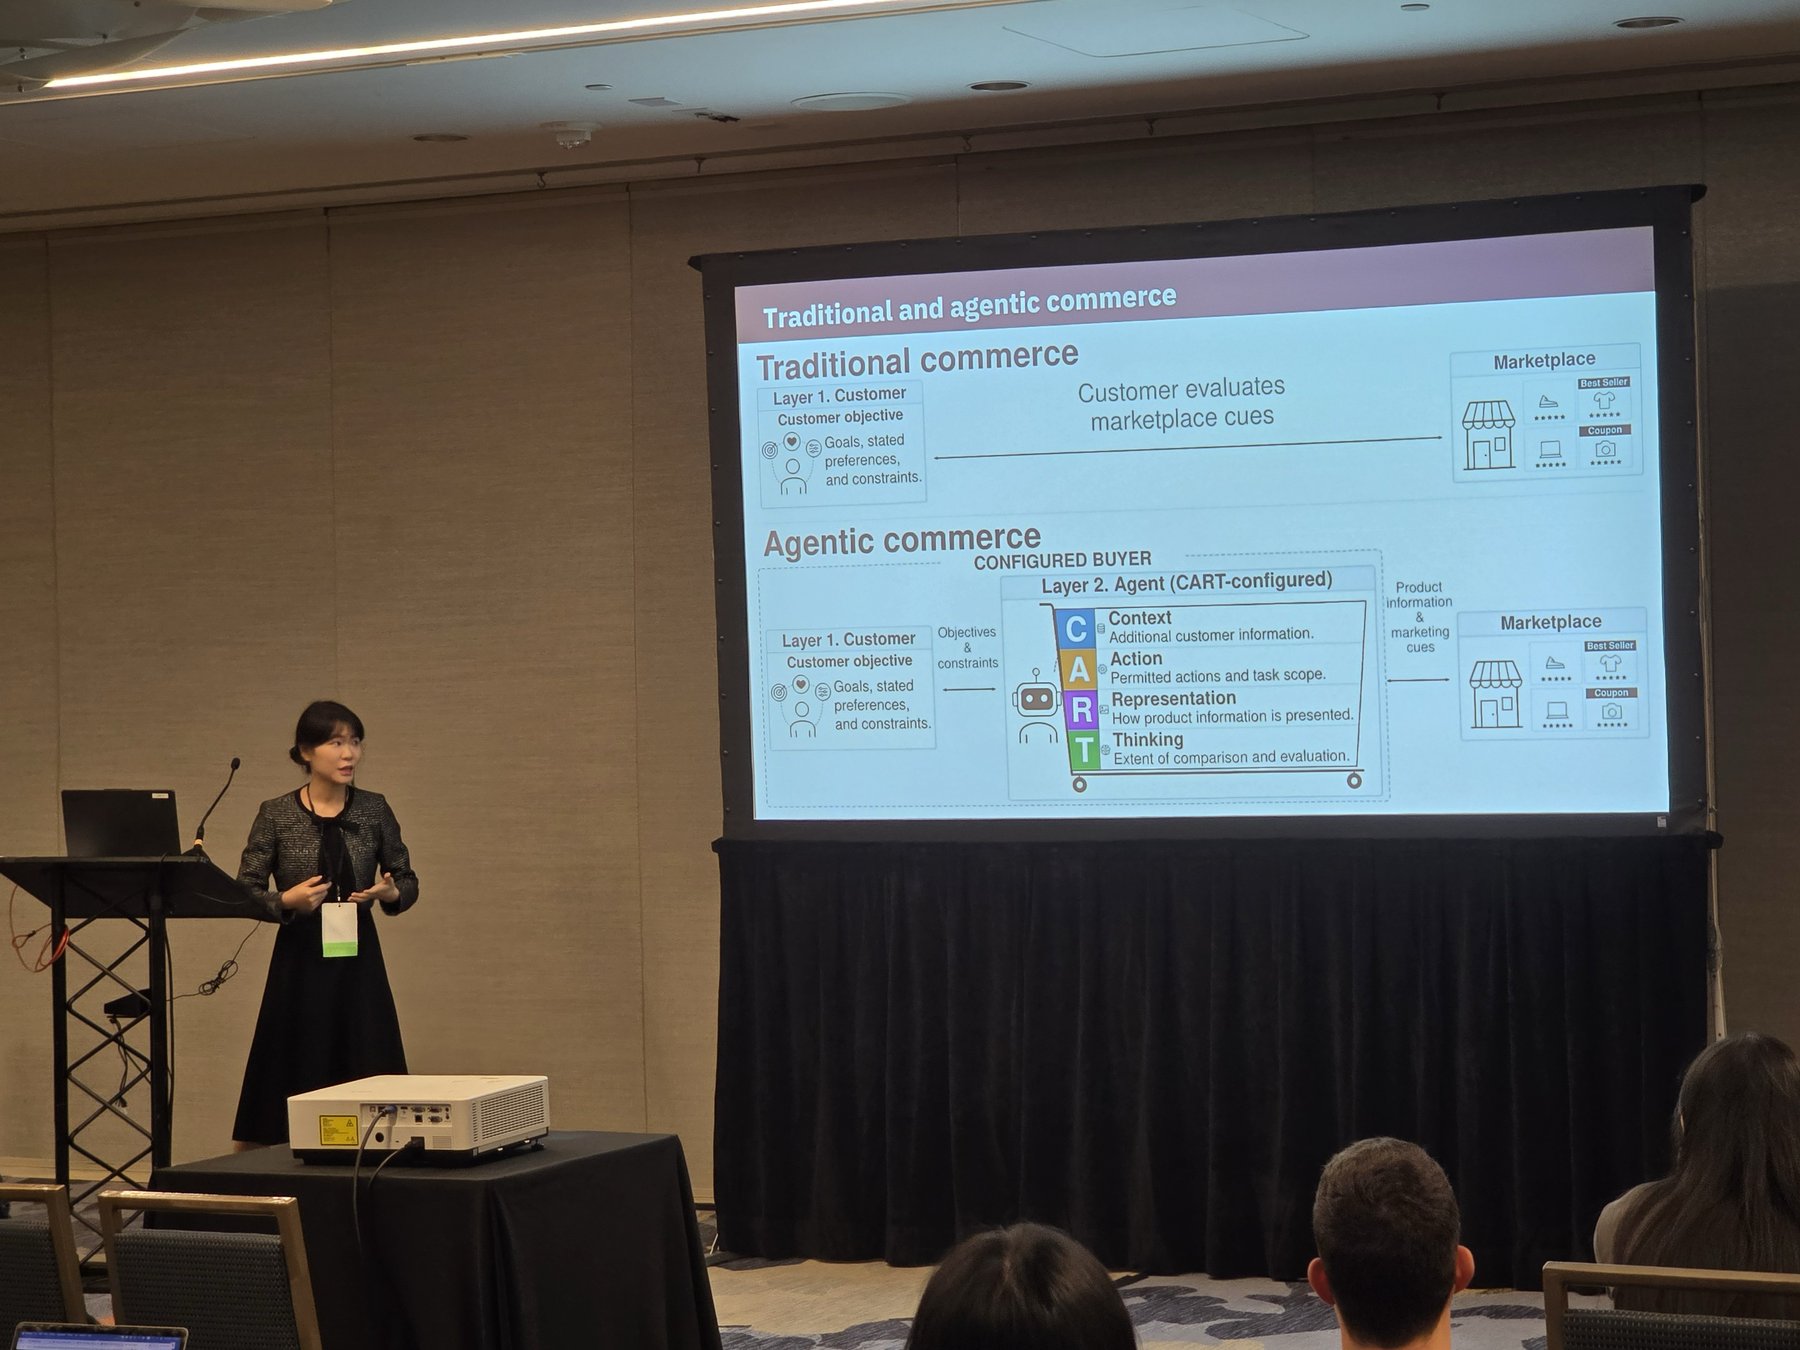 Traditional and agentic commerce
Traditional commerce
Layer 1. Customer
Customer objective
Goals, stated
preferences,
and constraints.
Customer evaluates
marketplace cues
Marketplace
Best Seller
Coupon
Agentic commerce
CONFIGURED BUYER
Layer 1. Customer
Customer objective
Goals, stated
preferences,
and constraints.
Objectives
&
constraints
Layer 2. Agent (CART-configured)
C Context
Additional customer information.
A Action
Permitted actions and task scope.
R Representation
How product information is presented.
T Thinking
Extent of comparison and evaluation.
Product
information
&
marketing
cues
Marketplace
Best Seller
Coupon